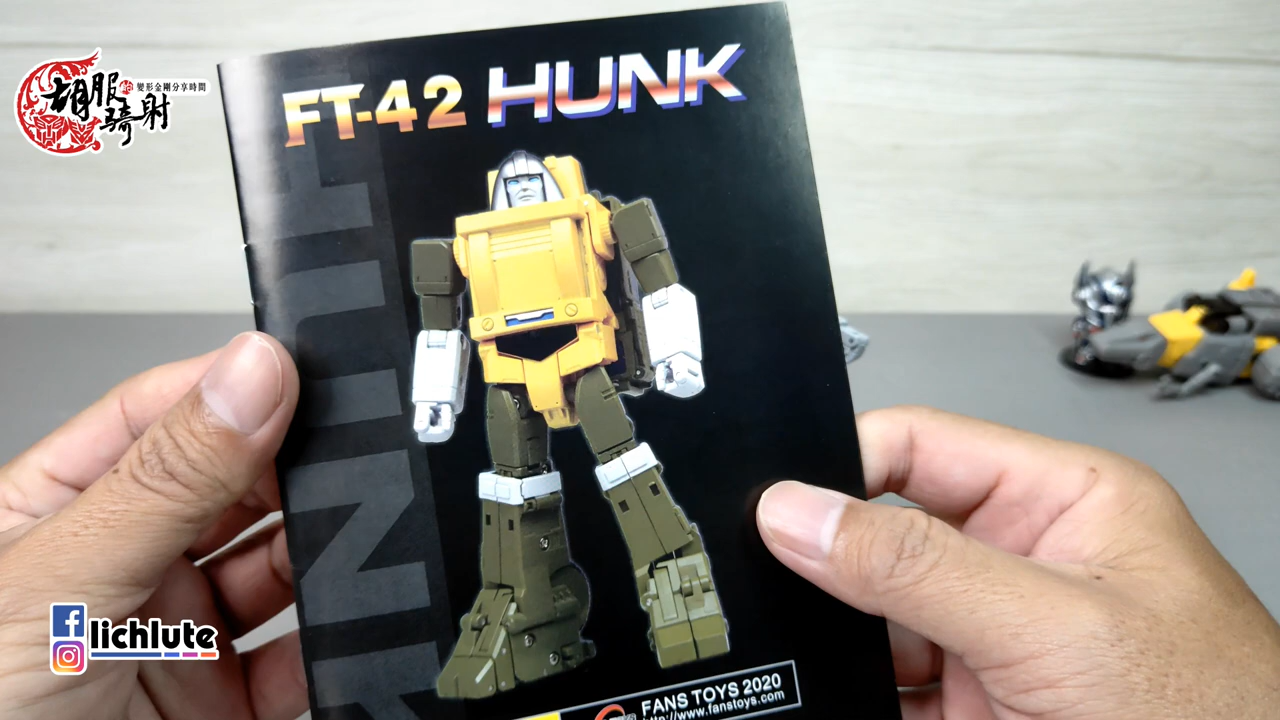 胡服騎射的變形金剛分享時間
FT-42 HUNK
HUNK
FANS TOYS 2020
http://www.fanstoys.com
lichlute